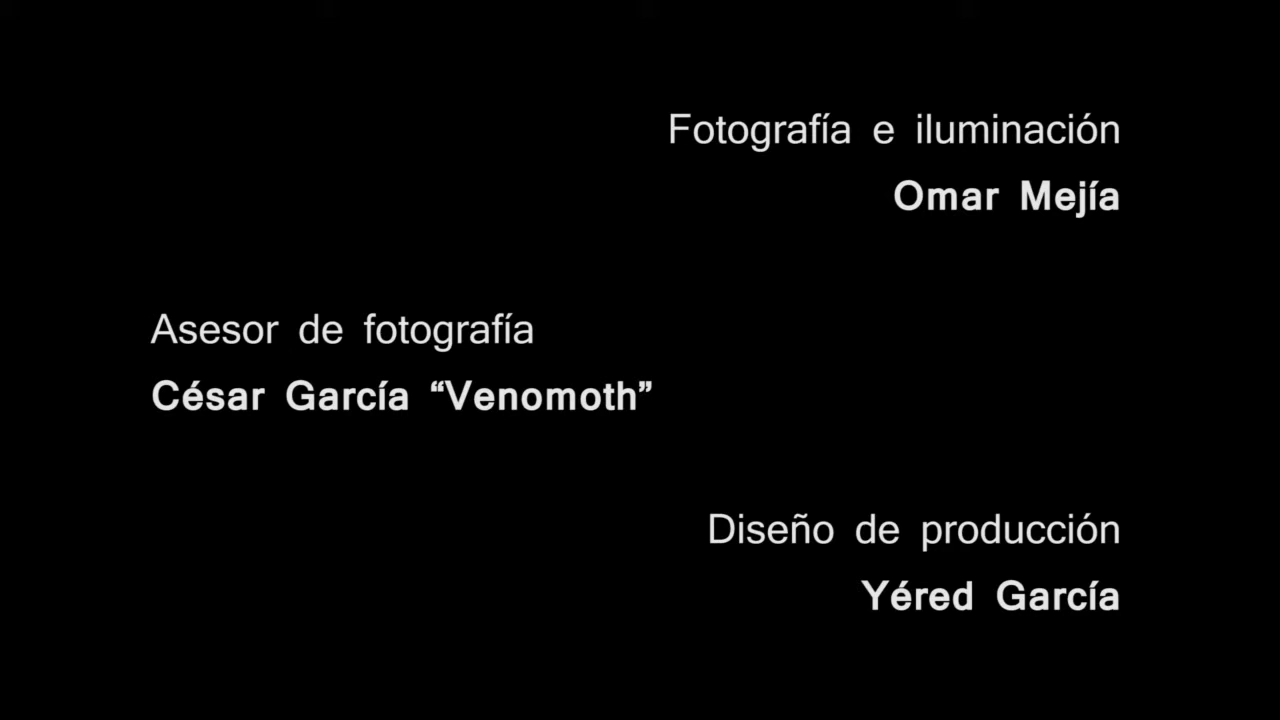 Fotografía e iluminación
Omar Mejía
Asesor de fotografía
César García “Venomoth”
Diseño de producción
Yéred García